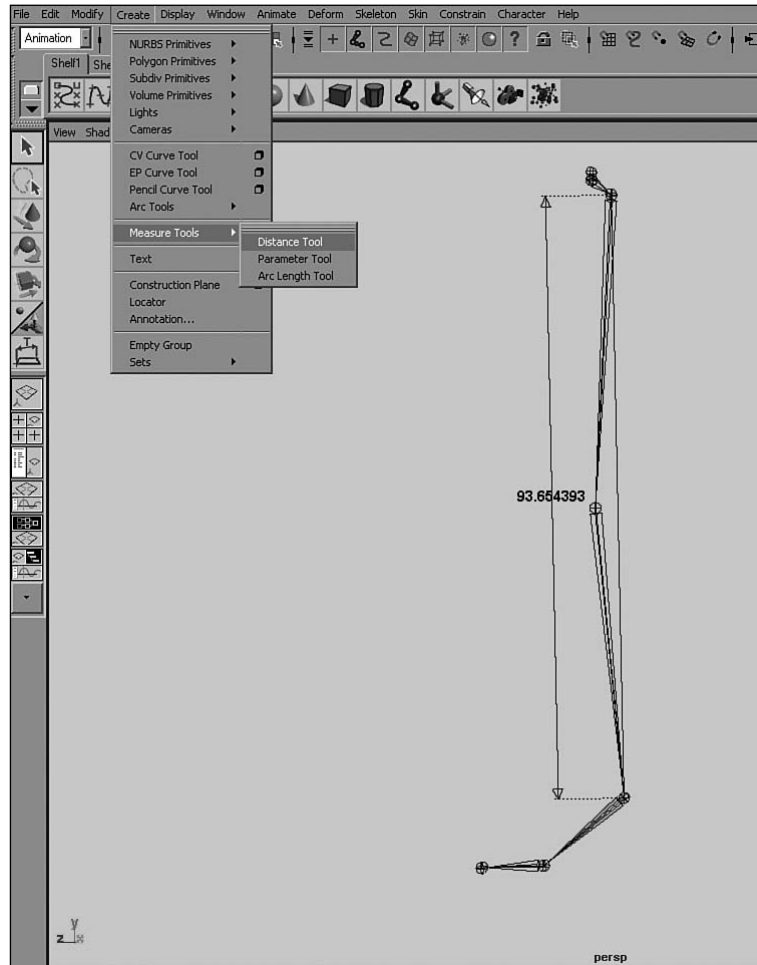 File Edit Modify Create Display Window Animate Deform Skeleton Skin Constrain Character Help
Animation
Shelf1
NURBS Primitives
Polygon Primitives
Subdiv Primitives
Volume Primitives
Lights
Cameras
View Shad
CV Curve Tool
EP Curve Tool
Pencil Curve Tool
Arc Tools
Measure Tools
Distance Tool
Text
Parameter Tool
Arc Length Tool
Construction Plane
Locator
Annotation...
Empty Group
Sets
93.654393
y
z x
persp